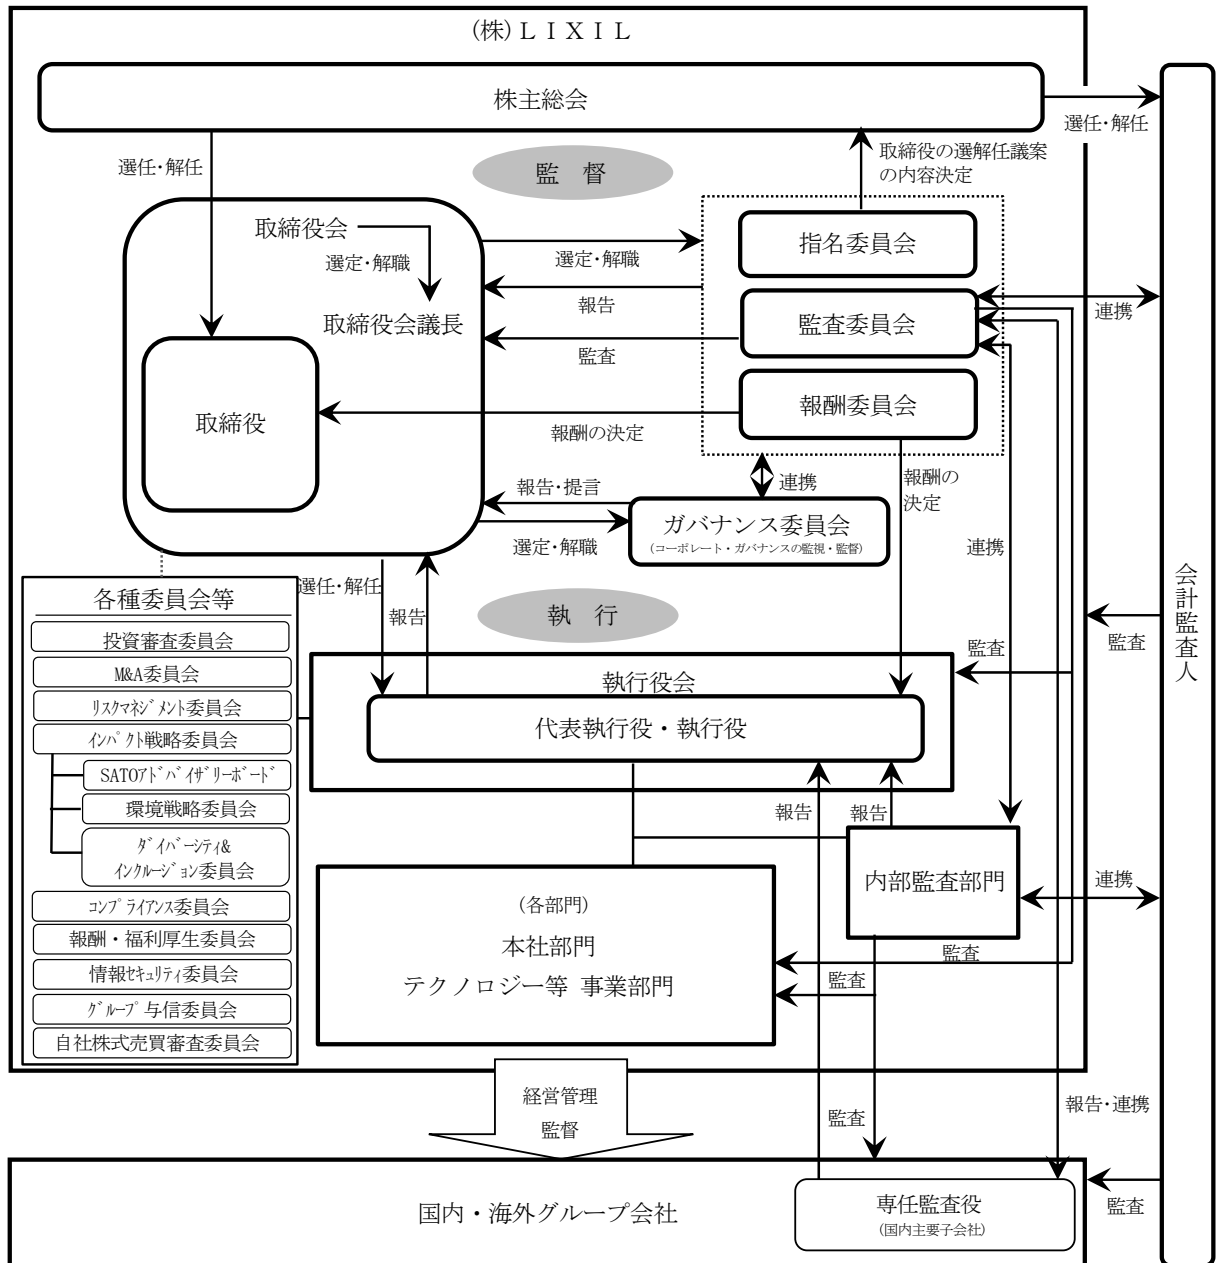 (株)ＬＩＸＩＬ
株主総会
選任･解任
選任･解任
監 督
取締役の選解任議案
の内容決定
取締役会
選定･解職
取締役会議長
取締役
選定･解職
報告
監査
報酬の決定
指名委員会
監査委員会
報酬委員会
連携
報告･提言
選定･解職
連携
ガバナンス委員会
(コーポレート・ガバナンスの監視・監督)
報酬の
決定
連携
会計監査人
選任･解任
報告
執 行
監査
監査
各種委員会等
投資審査委員会
M&A委員会
ﾘｽｸﾏﾈｼﾞﾒﾝﾄ委員会
ｲﾝﾊﾟｸﾄ戦略委員会
SATOｱﾄﾞﾊﾞｲｻﾞﾘｰﾎﾞｰﾄﾞ
環境戦略委員会
ﾀﾞｲﾊﾞｰｼﾃｨ&
ｲﾝｸﾙｰｼﾞｮﾝ委員会
ｺﾝﾌﾟﾗｲｱﾝｽ委員会
報酬・福利厚生委員会
情報ｾｷｭﾘﾃｨ委員会
ｸﾞﾙｰﾌﾟ与信委員会
自社株式売買審査委員会
執行役会
代表執行役・執行役
報告
報告
内部監査部門
連携
(各部門)
本社部門
テクノロジー等 事業部門
監査
監査
経営管理
監督
監査
報告･連携
国内・海外グループ会社
専任監査役
(国内主要子会社)
監査